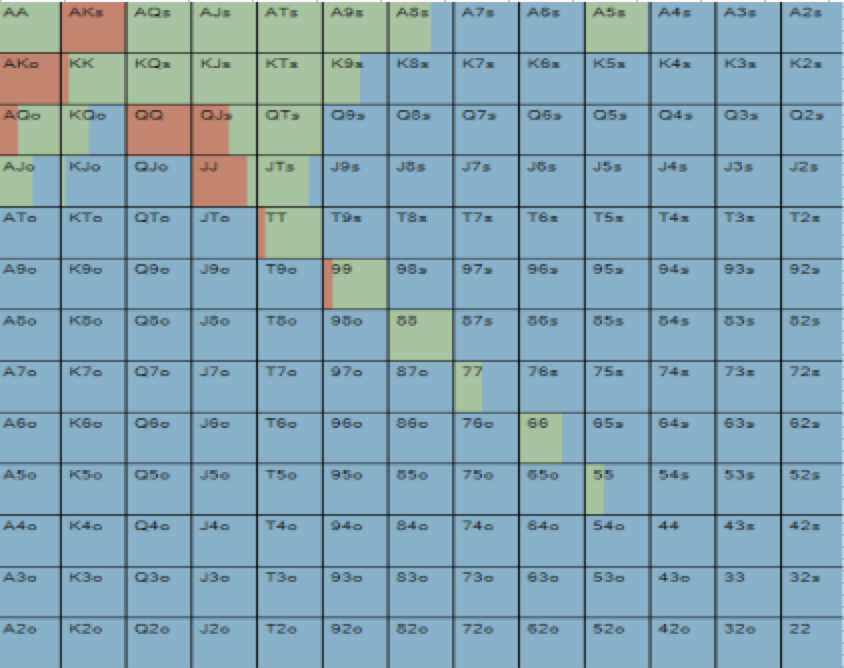 AA AKs AQs AJs ATs A9s A8s A7s A6s A5s A4s A3s A2s
AKo KK KQs KJs KTs K9s K8s K7s K6s K5s K4s K3s K2s
AQo KQo QQ QJs QTs Q9s Q8s Q7s Q6s Q5s Q4s Q3s Q2s
AJo KJo QJo JJ JTs J9s J8s J7s J6s J5s J4s J3s J2s
ATo KTo QTo JTo TT T9s T8s T7s T6s T5s T4s T3s T2s
A9o K9o Q9o J9o T9o 99 98s 97s 96s 95s 94s 93s 92s
A8o K8o Q8o J8o T8o 98o 88 87s 86s 85s 84s 83s 82s
A7o K7o Q7o J7o T7o 97o 87o 77 76s 75s 74s 73s 72s
A6o K6o Q6o J6o T6o 96o 86o 76o 66 65s 64s 63s 62s
A5o K5o Q5o J5o T5o 95o 85o 75o 65o 55 54s 53s 52s
A4o K4o Q4o J4o T4o 94o 84o 74o 64o 54o 44 43s 42s
A3o K3o Q3o J3o T3o 93o 83o 73o 63o 53o 43o 33 32s
A2o K2o Q2o J2o T2o 92o 82o 72o 62o 52o 42o 32o 22